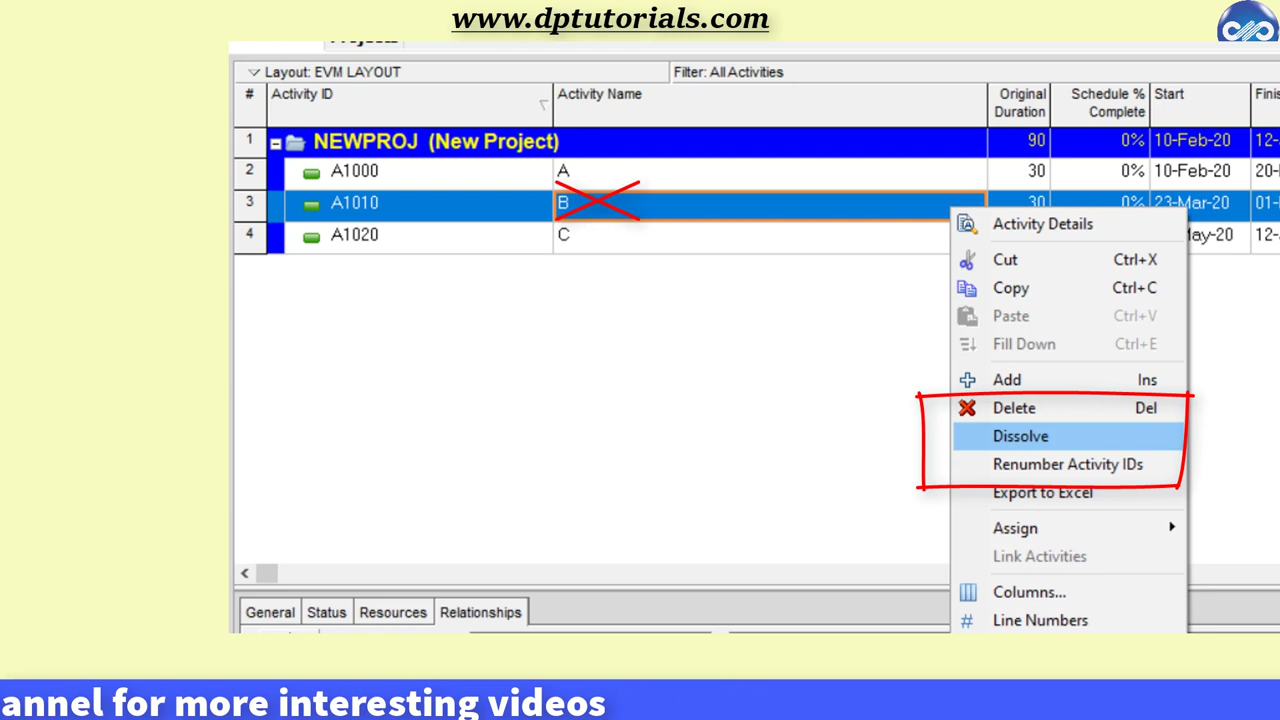 www.dptutorials.com
Projects
Layout: EVM LAYOUT Filter: All Activities
# Activity ID Activity Name Original Duration Schedule % Complete Start
1 NEWPROJ (New Project) 90 0% 10-Feb-20 12-
2 A1000 A 30 0% 10-Feb-20 20-
3 A1010 B 30 0% 23-Mar-20 01-
4 A1020 C ay-20 12-
Activity Details
Cut Ctrl+X
Copy Ctrl+C
Paste Ctrl+V
Fill Down Ctrl+E
Add Ins
Delete Del
Dissolve
Renumber Activity IDs
Export to Excel
Assign
Link Activities
Columns...
# Line Numbers
General Status Resources Relationships
annel for more interesting videos